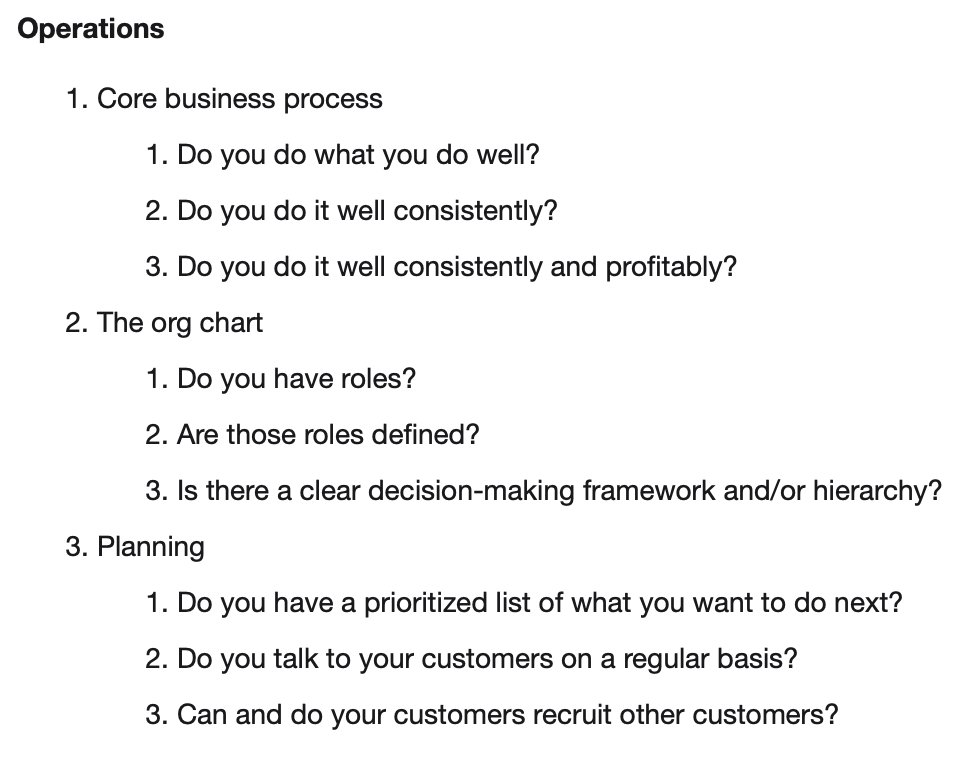 Operations
1. Core business process
1. Do you do what you do well?
2. Do you do it well consistently?
3. Do you do it well consistently and profitably?
2. The org chart
1. Do you have roles?
2. Are those roles defined?
3. Is there a clear decision-making framework and/or hierarchy?
3. Planning
1. Do you have a prioritized list of what you want to do next?
2. Do you talk to your customers on a regular basis?
3. Can and do your customers recruit other customers?